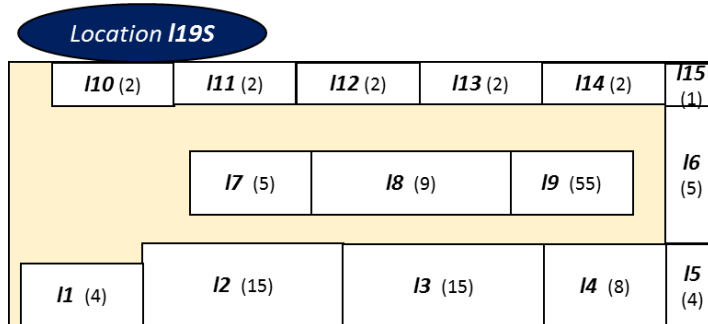 Location l19S
l10 (2)
l11 (2)
l12 (2)
l13 (2)
l14 (2)
l15
(1)
l7 (5)
l8 (9)
l9 (55)
l6
(5)
l1 (4)
l2 (15)
l3 (15)
l4 (8)
l5
(4)